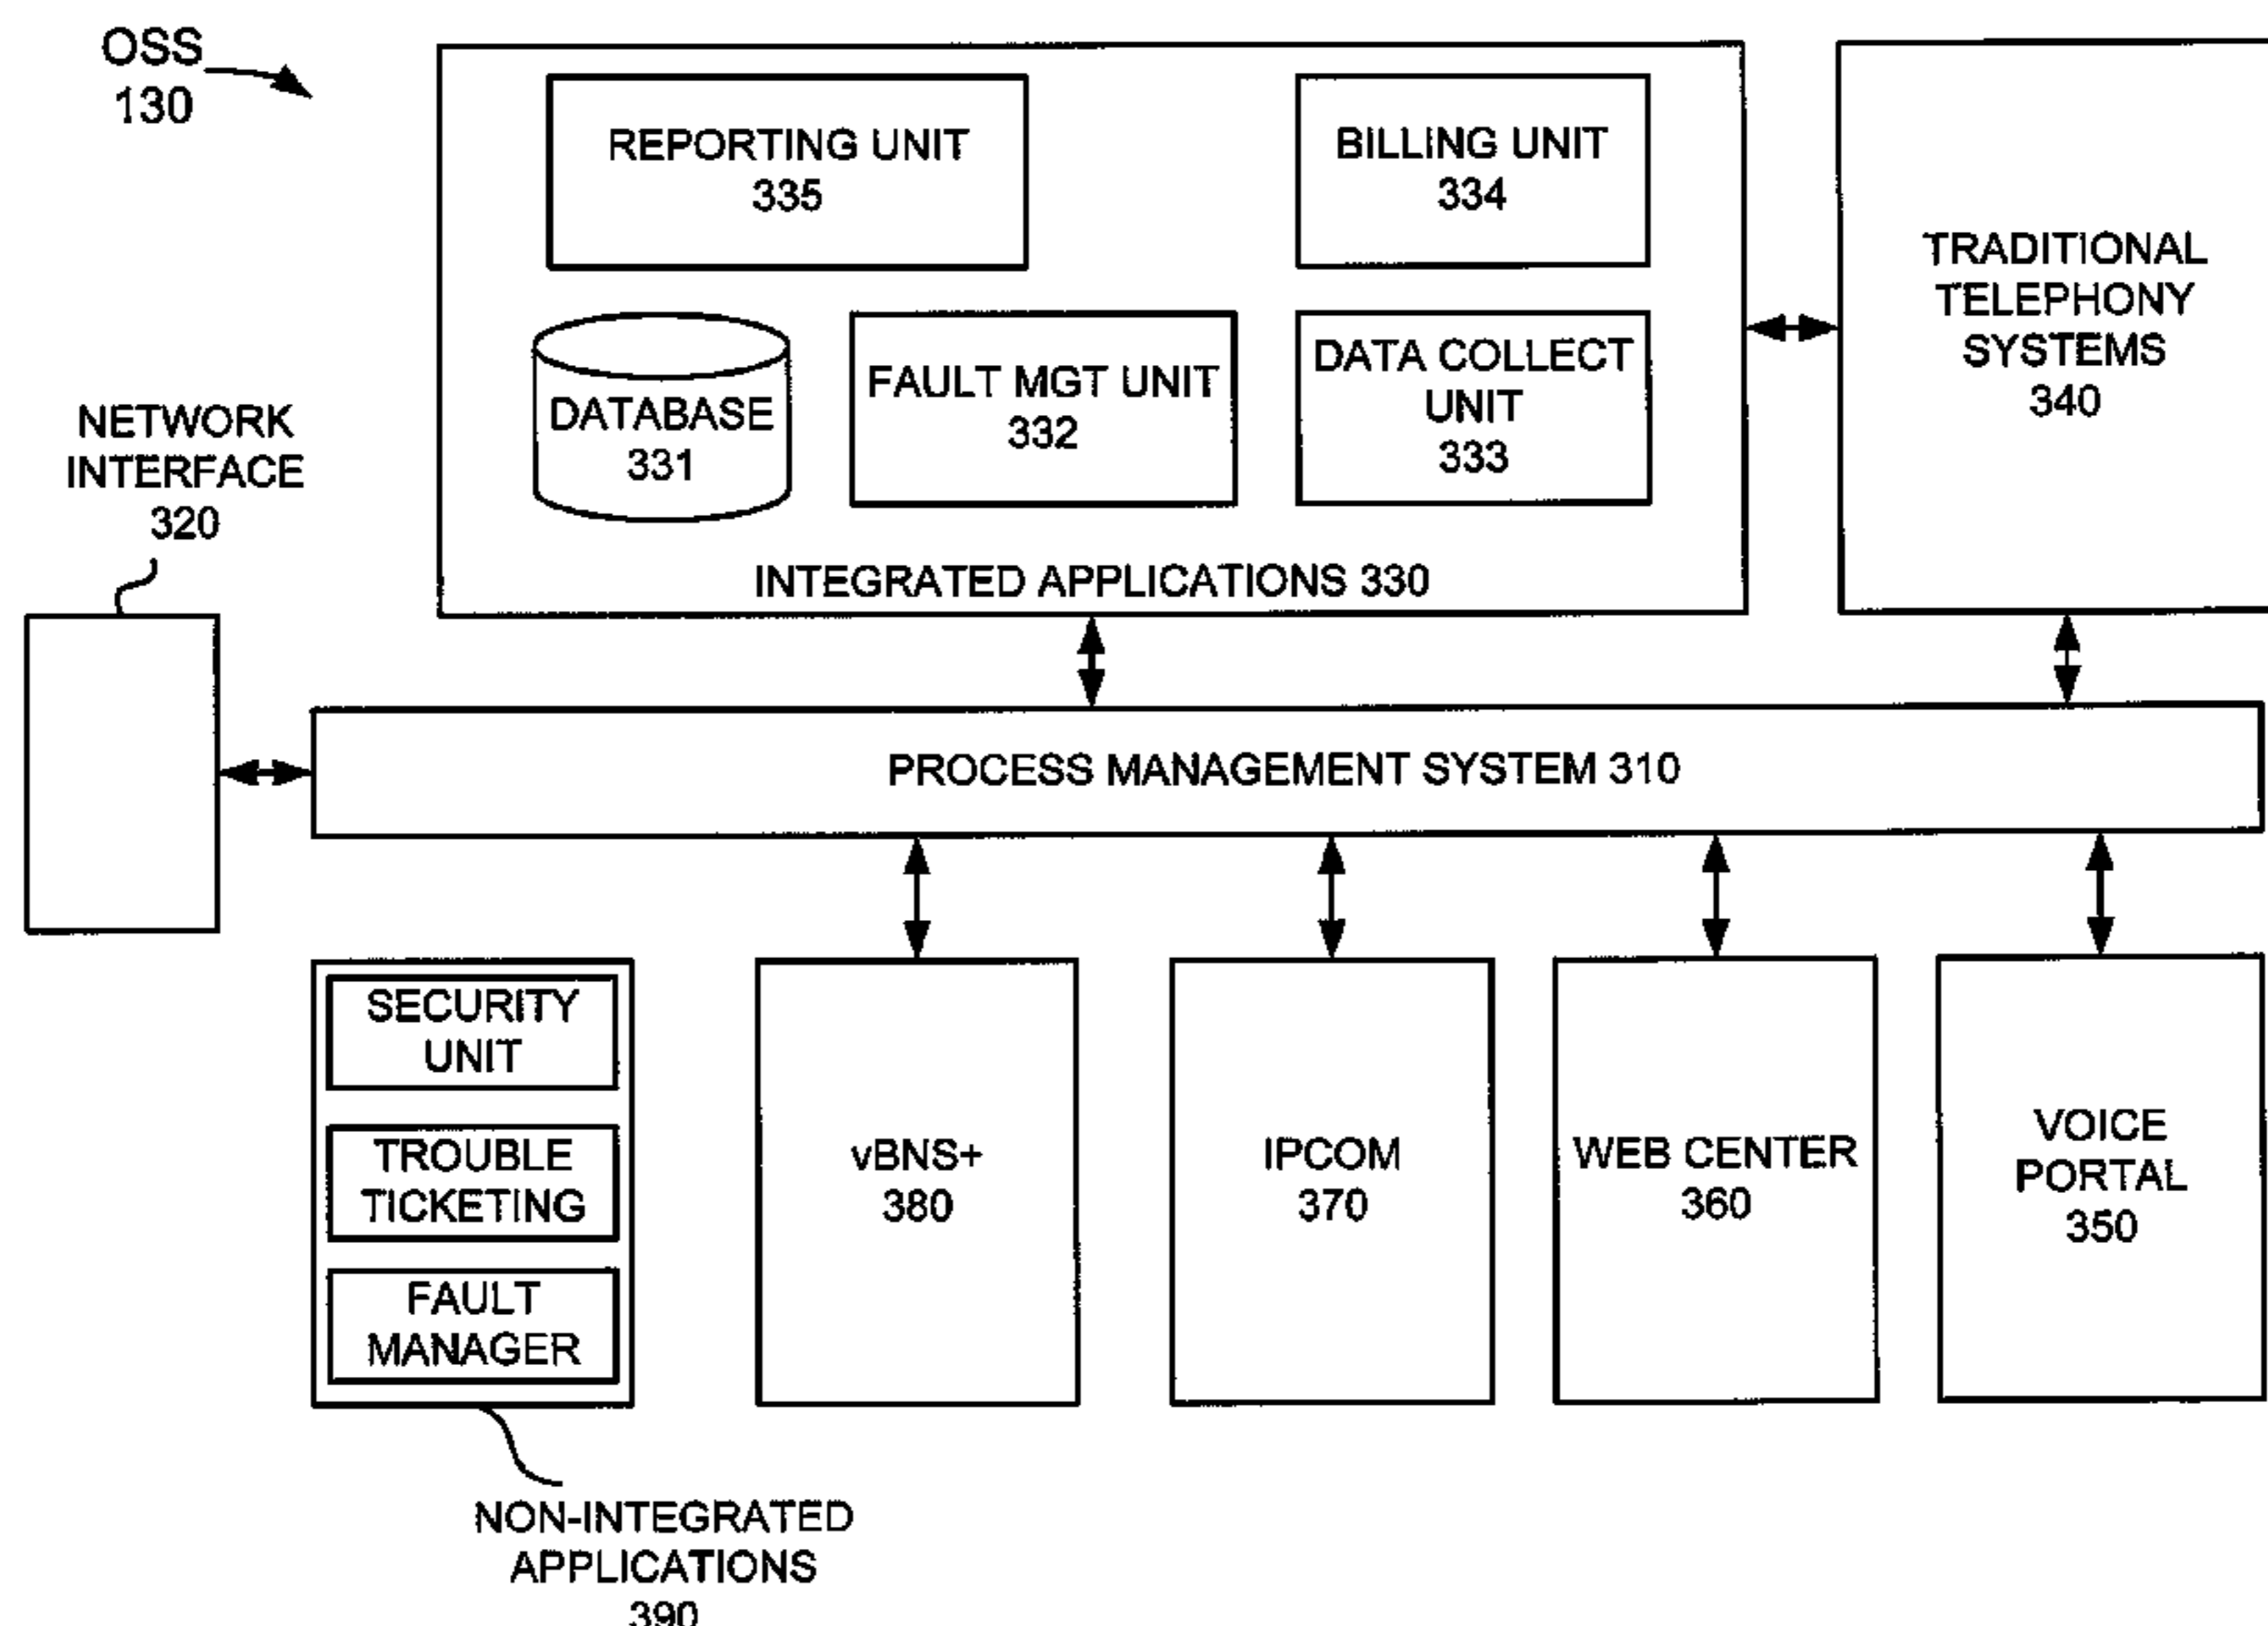 OSS
130
REPORTING UNIT
335
BILLING UNIT
334
TRADITIONAL
TELEPHONY
SYSTEMS
340
DATABASE
331
FAULT MGT UNIT
332
DATA COLLECT
UNIT
333
INTEGRATED APPLICATIONS 330
NETWORK
INTERFACE
320
PROCESS MANAGEMENT SYSTEM 310
SECURITY
UNIT
TROUBLE
TICKETING
FAULT
MANAGER
vBNS+
380
IPCOM
370
WEB CENTER
360
VOICE
PORTAL
350
NON-INTEGRATED
APPLICATIONS
390